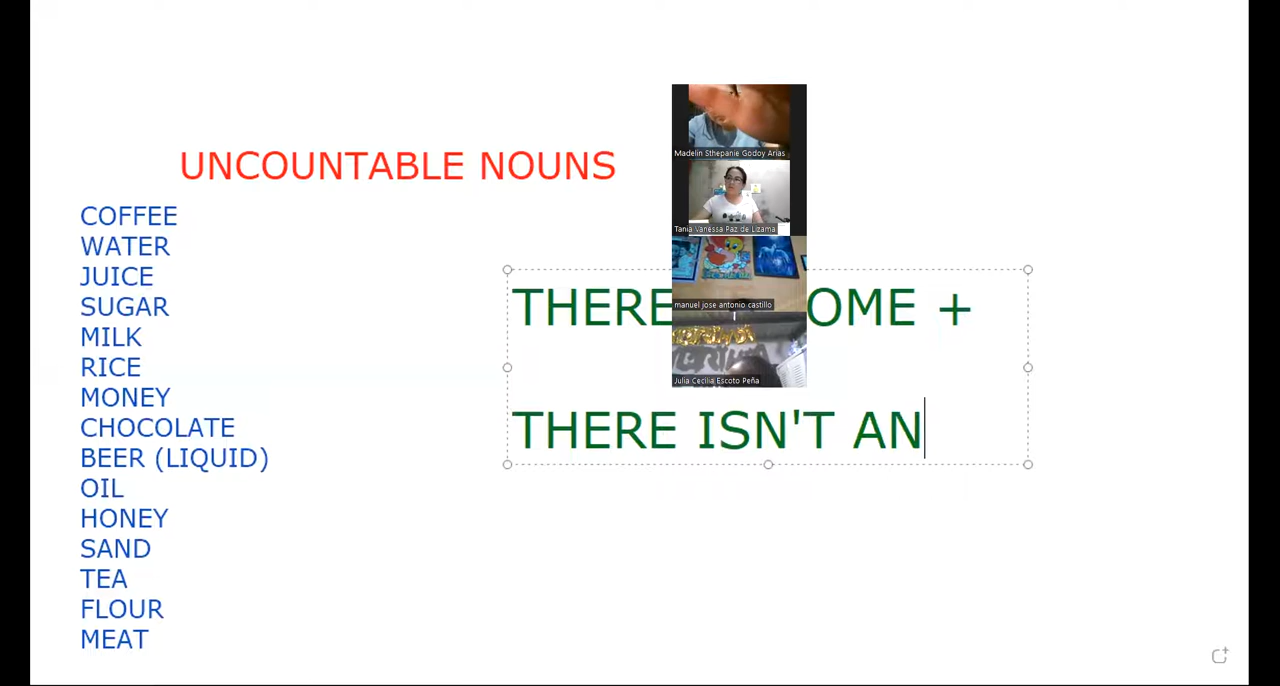 UNCOUNTABLE NOUNS
COFFEE
WATER
JUICE
SUGAR
MILK
RICE
MONEY
CHOCOLATE
BEER (LIQUID)
OIL
HONEY
SAND
TEA
FLOUR
MEAT
Madelin Sthepanie Godoy Arias
Tania Vanessa Paz de Lizama
manuel jose antonio castillo
Julia Cecilia Escoto Peña
THERE OME +
THERE ISN'T AN